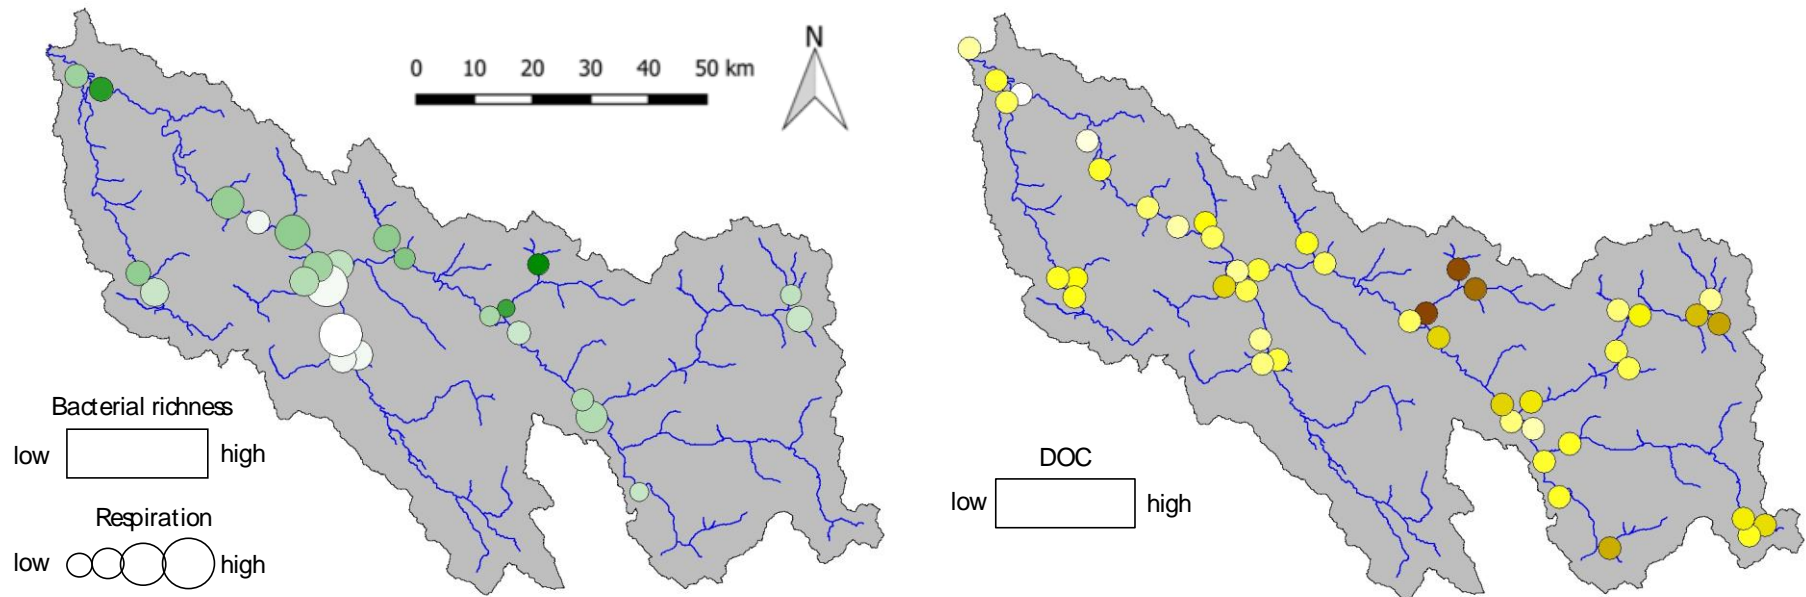 N
0 10 20 30 40 50 km
Bacterial richness
low high
Respiration
low high
DOC
low high